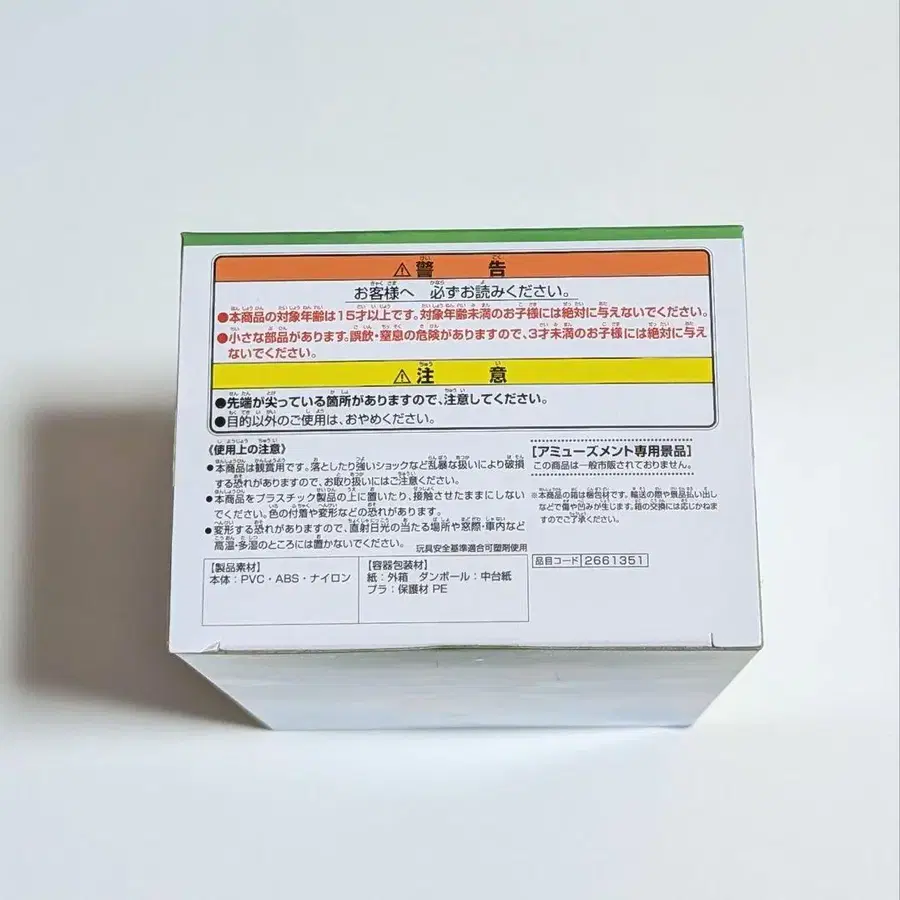 ⚠警告
お客様へ 必ずお読みください。
●本商品の対象年齢は15才以上です。対象年齢未満のお子様には絶対に与えないでください。
●小さな部品があります。誤飲・窒息の危険がありますので、3才未満のお子様には絶対に与え
ないでください。
⚠注意
●先端が尖っている箇所がありますので、注意してください。
●目的以外のご使用は、おやめください。
《使用上の注意》
●本商品は観賞用です。落としたり強いショックなど乱暴な扱いにより破損
する恐れがありますので、お取り扱いにはご注意ください。
●本商品をプラスチック製品の上に置いたり、接触させたままにしない
でください。色の付着や変形などの恐れがあります。
●変形する恐れがありますので、直射日光の当たる場所や窓際・車内など
高温・多湿のところには置かないでください。
玩具安全基準適合可塑剤使用
【製品素材】
本体：PVC・ABS・ナイロン
【容器包装材】
紙：外箱 ダンボール：中台紙
プラ：保護材 PE
[アミューズメント専用景品]
この商品は一般市販されておりません。
※本商品の箱は梱包材です。輸送の際や景品払い出し
などで傷や凹みが生じます。箱の交換には応じかねま
すのでご了承ください。
品目コード 2661351